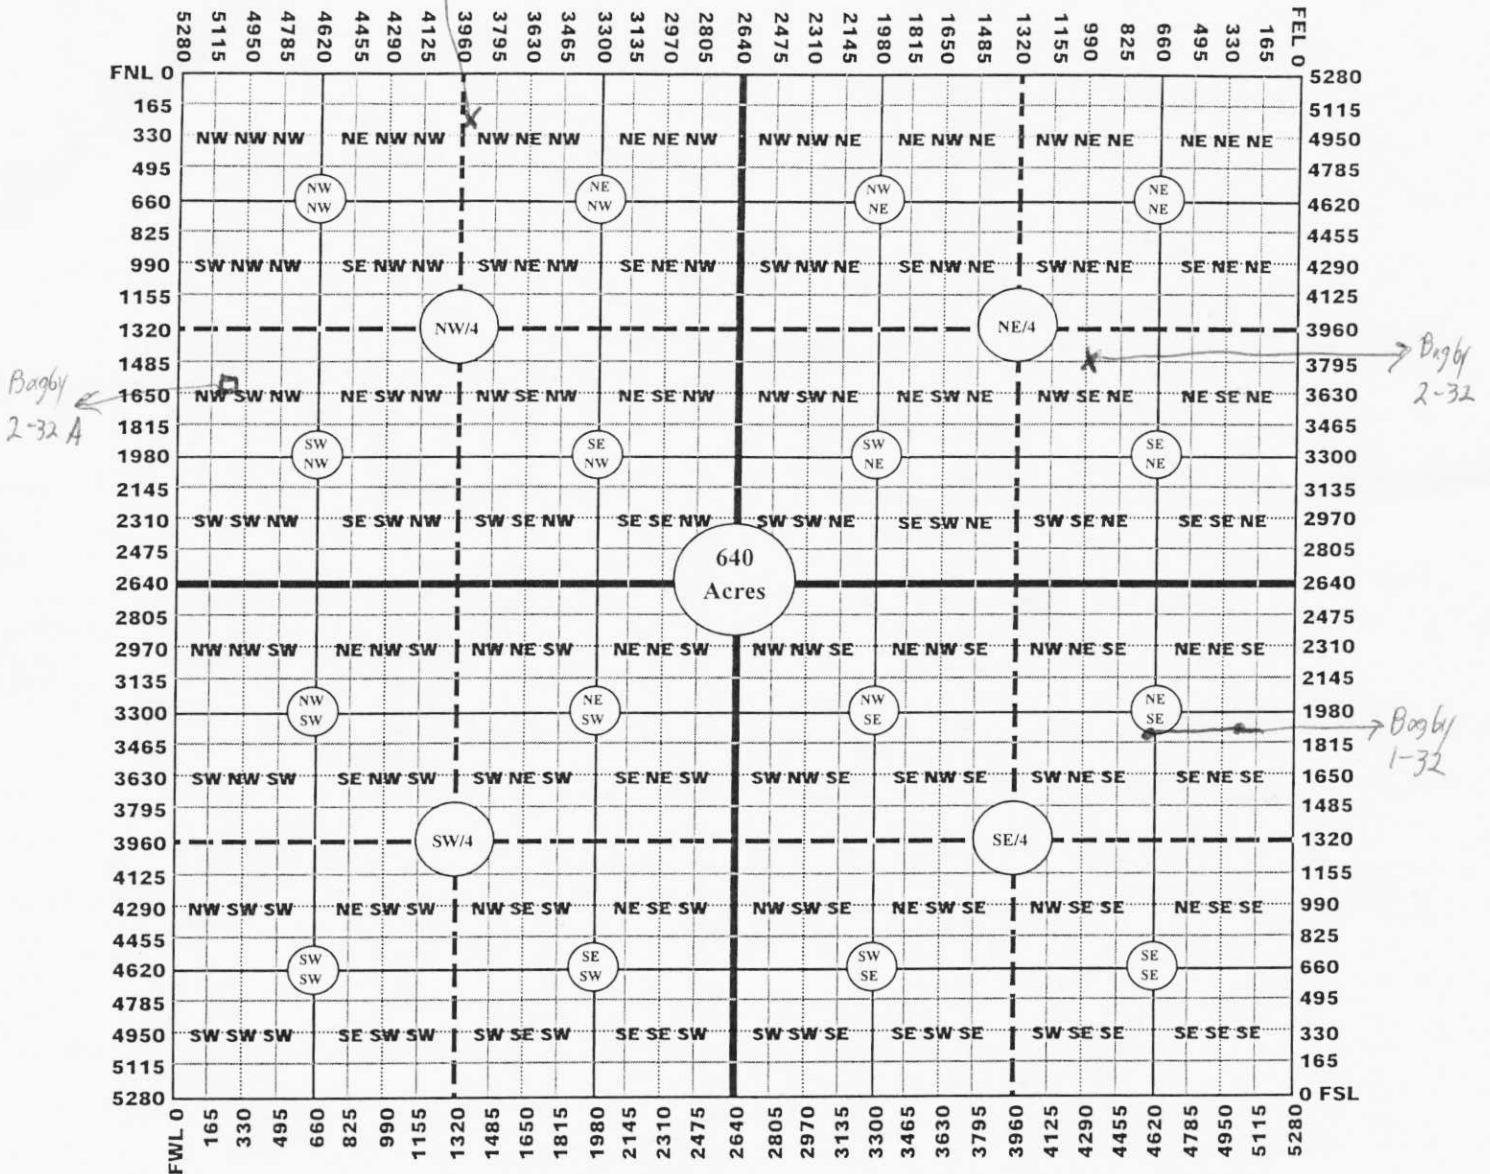 5280 5115 4950 4785 4620 4455 4290 4125 3960 3795 3630 3465 3300 3135 2970 2805 2640 2475 2310 2145 1980 1815 1650 1485 1320 1155 990 825 660 495 330 165 FEL 0
FNL 0 5280
165 5115
330 NW NW NW NE NW NW NW NE NW NE NE NW NW NW NE NE NW NE NW NE NE NE NE NE 4950
495 4785
NW NE NW NE
660 4620
NW NW NE NE
825 4455
990 SW NW NW SE NW NW SW NE NW SE NE NW SW NW NE SE NW NE SW NE NE SE NE NE 4290
1155 4125
1320 NW/4 NE/4 3960
1485 3795
Bagby Bagby
2-32 A 2-32
1650 NW SW NW NE SW NW NW SE NW NE SE NW NW SW NE NE SW NE NW SE NE NE SE NE 3630
1815 3465
SW SE SW SE
1980 3300
NW NW NE NE
2145 3135
2310 SW SW NW SE SW NW SW SE NW SE SE NW SW SW NE SE SW NE SW SE NE SE SE NE 2970
2475 2805
640
2640 2640
Acres
2805 2475
2970 NW NW SW NE NW SW NW NE SW NE NE SW NW NW SE NE NW SE NW NE SE NE NE SE 2310
3135 2145
NW NE NW NE
3300 1980
SW SW SE SE
Bagby
1-32
3465 1815
3630 SW NW SW SE NW SW SW NE SW SE NE SW SW NW SE SE NW SE SW NE SE SE NE SE 1650
3795 1485
3960 SW/4 SE/4 1320
4125 1155
4290 NW SW SW NE SW SW NW SE SW NE SE SW NW SW SE NE SW SE NW SE SE NE SE SE 990
4455 825
SW SE SW SE
4620 660
SW SW SE SE
4785 495
4950 SW SW SW SE SW SW SW SE SW SE SE SW SW SW SE SE SW SE SW SE SE SE SE SE 330
5115 165
5280 0 FSL
FWL 0 165 330 495 660 825 990 1155 1320 1485 1650 1815 1980 2145 2310 2475 2640 2805 2970 3135 3300 3465 3630 3795 3960 4125 4290 4455 4620 4785 4950 5115 5280